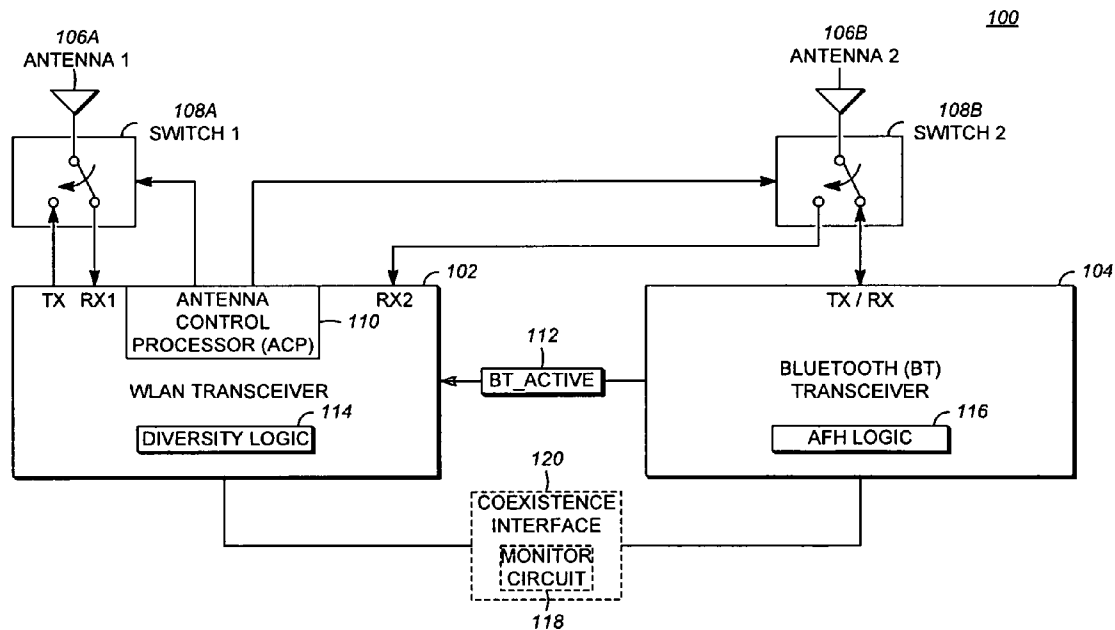 100
106A
ANTENNA 1
106B
ANTENNA 2
108A
SWITCH 1
108B
SWITCH 2
102
104
TX
RX1
ANTENNA
CONTROL
PROCESSOR (ACP)
110
RX2
TX / RX
WLAN TRANSCEIVER
112
BT_ACTIVE
BLUETOOTH (BT)
TRANSCEIVER
114
DIVERSITY LOGIC
116
AFH LOGIC
120
COEXISTENCE
INTERFACE
MONITOR
CIRCUIT
118